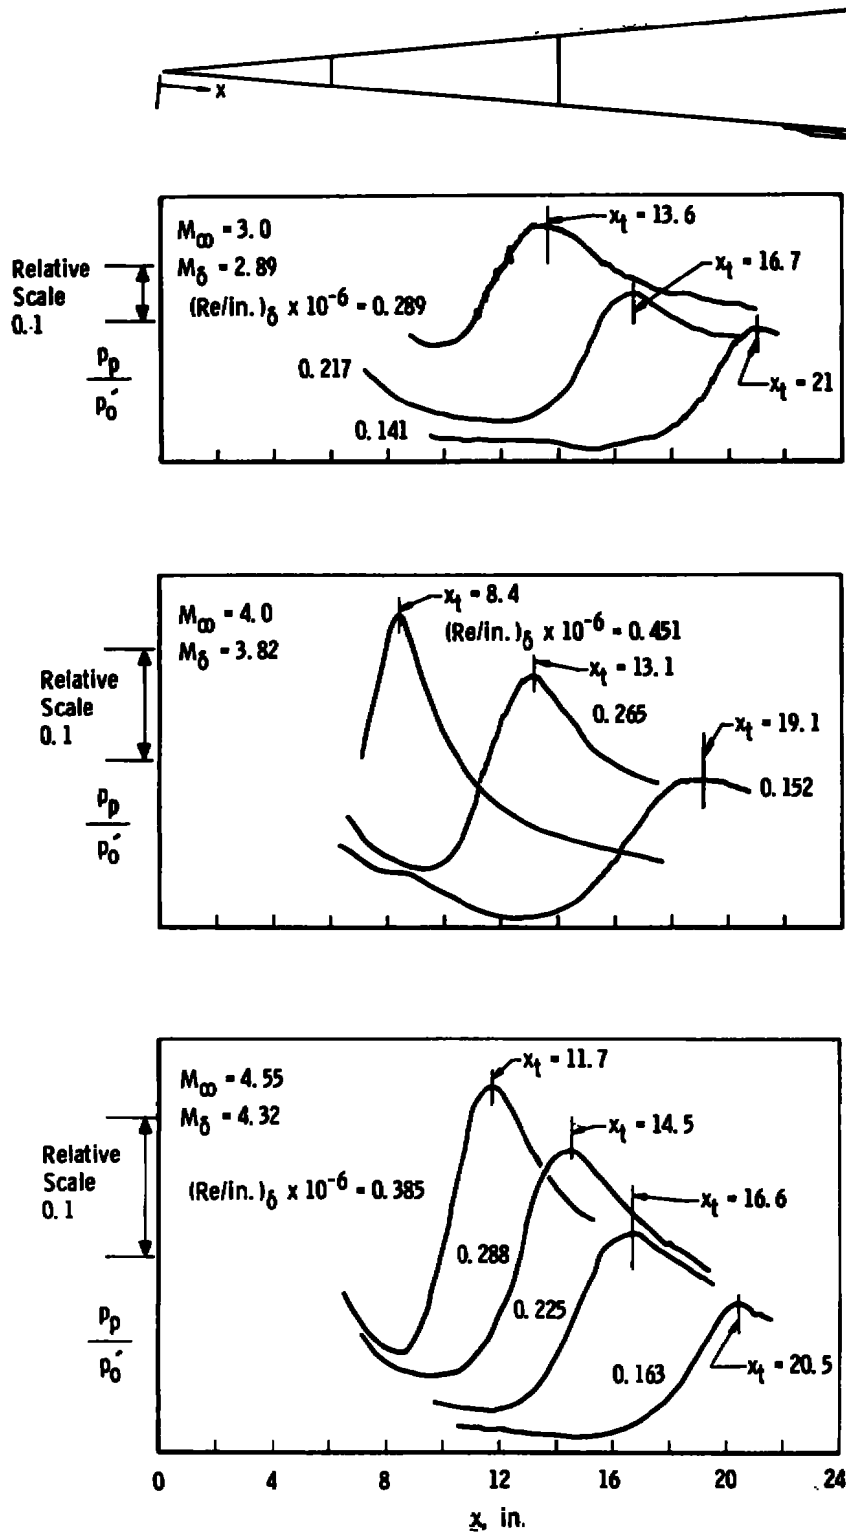 x
M∞ = 3.0
Mδ = 2.89
(Re/in.)δ x 10⁻⁶ = 0.289
Relative
Scale
0.1
pp
p₀′
0.217
0.141
xt = 13.6
xt = 16.7
xt = 21
M∞ = 4.0
Mδ = 3.82
Relative
Scale
0.1
pp
p₀′
xt = 8.4
(Re/in.)δ x 10⁻⁶ = 0.451
xt = 13.1
0.265
xt = 19.1
0.152
M∞ = 4.55
Mδ = 4.32
(Re/in.)δ x 10⁻⁶ = 0.385
Relative
Scale
0.1
pp
p₀′
xt = 11.7
xt = 14.5
xt = 16.6
0.288
0.225
0.163
xt = 20.5
0 4 8 12 16 20 24
x, in.